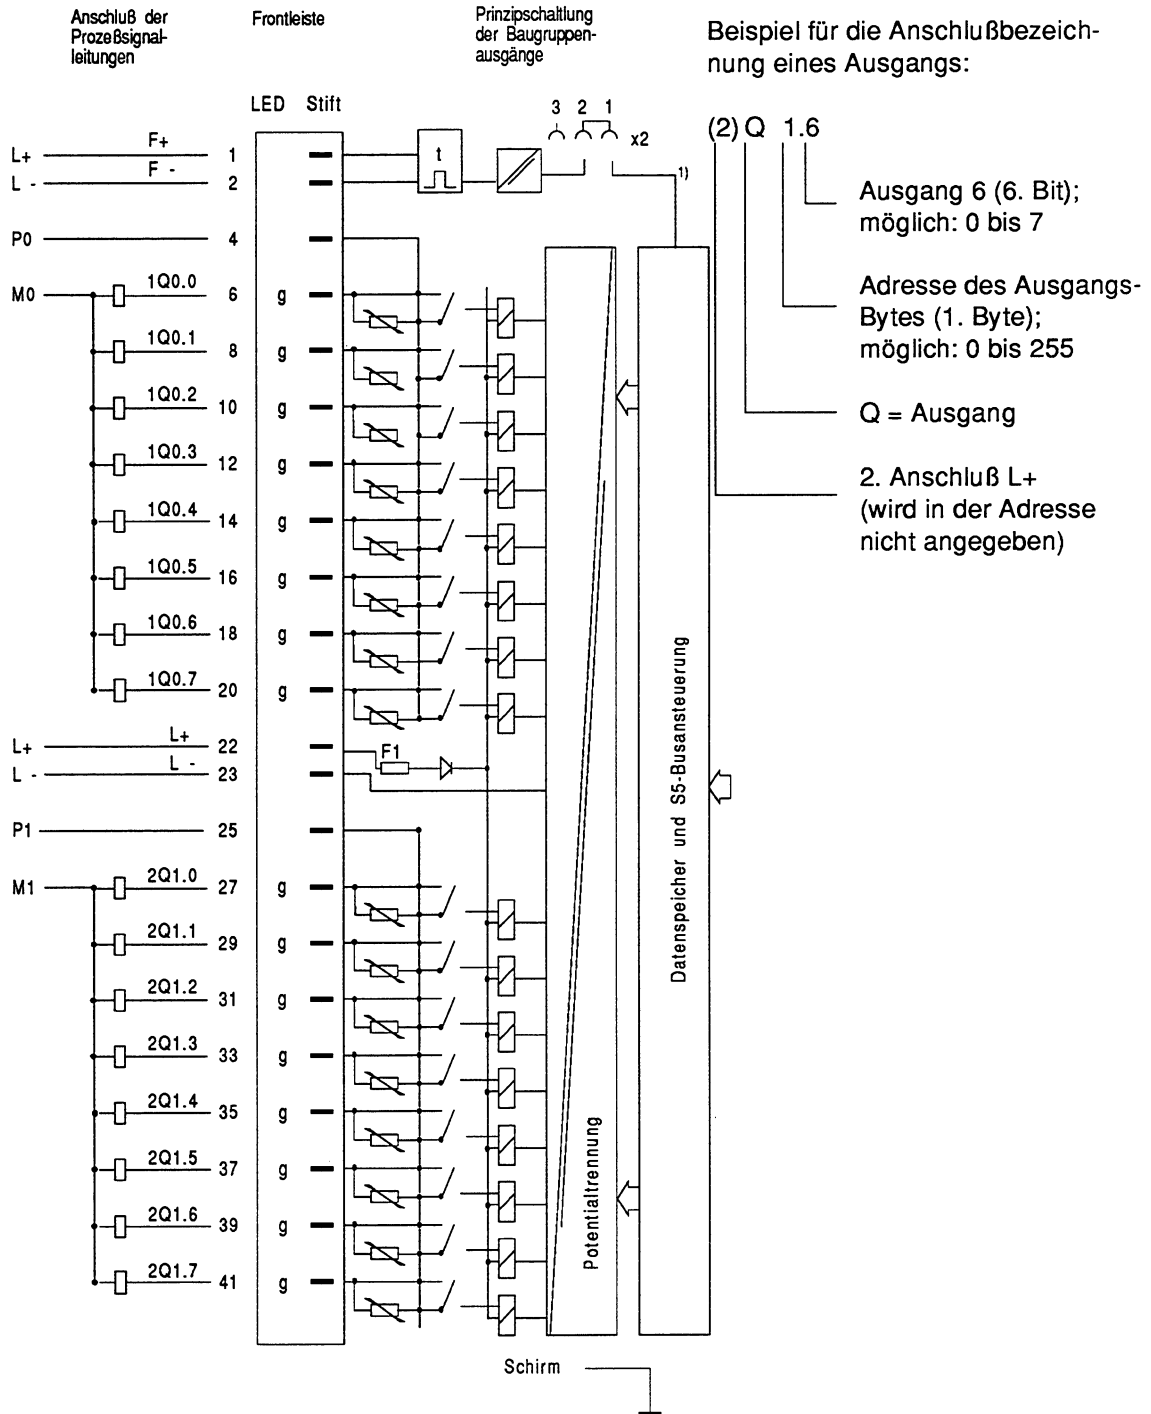 Anschluß der
Prozeßsignal-
leitungen
Frontleiste
Prinzipschaltlung
der Baugruppen-
ausgänge
Beispiel für die Anschlußbezeich-
nung eines Ausgangs:
LED Stift
3 2 1
x2
(2) Q 1.6
L+ F+ 1
L - F - 2
t
1)
Ausgang 6 (6. Bit);
möglich: 0 bis 7
P0 4
M0 1Q0.0 6 g
Adresse des Ausgangs-
Bytes (1. Byte);
möglich: 0 bis 255
1Q0.1 8 g
1Q0.2 10 g
Q = Ausgang
1Q0.3 12 g
2. Anschluß L+
(wird in der Adresse
nicht angegeben)
1Q0.4 14 g
1Q0.5 16 g
1Q0.6 18 g
1Q0.7 20 g
L+ L+ 22
F1
L - L - 23
P1 25
M1 2Q1.0 27 g
2Q1.1 29 g
2Q1.2 31 g
2Q1.3 33 g
2Q1.4 35 g
2Q1.5 37 g
2Q1.6 39 g
2Q1.7 41 g
Potentialtrennung
Datenspeicher und S5-Busansteuerung
Schirm